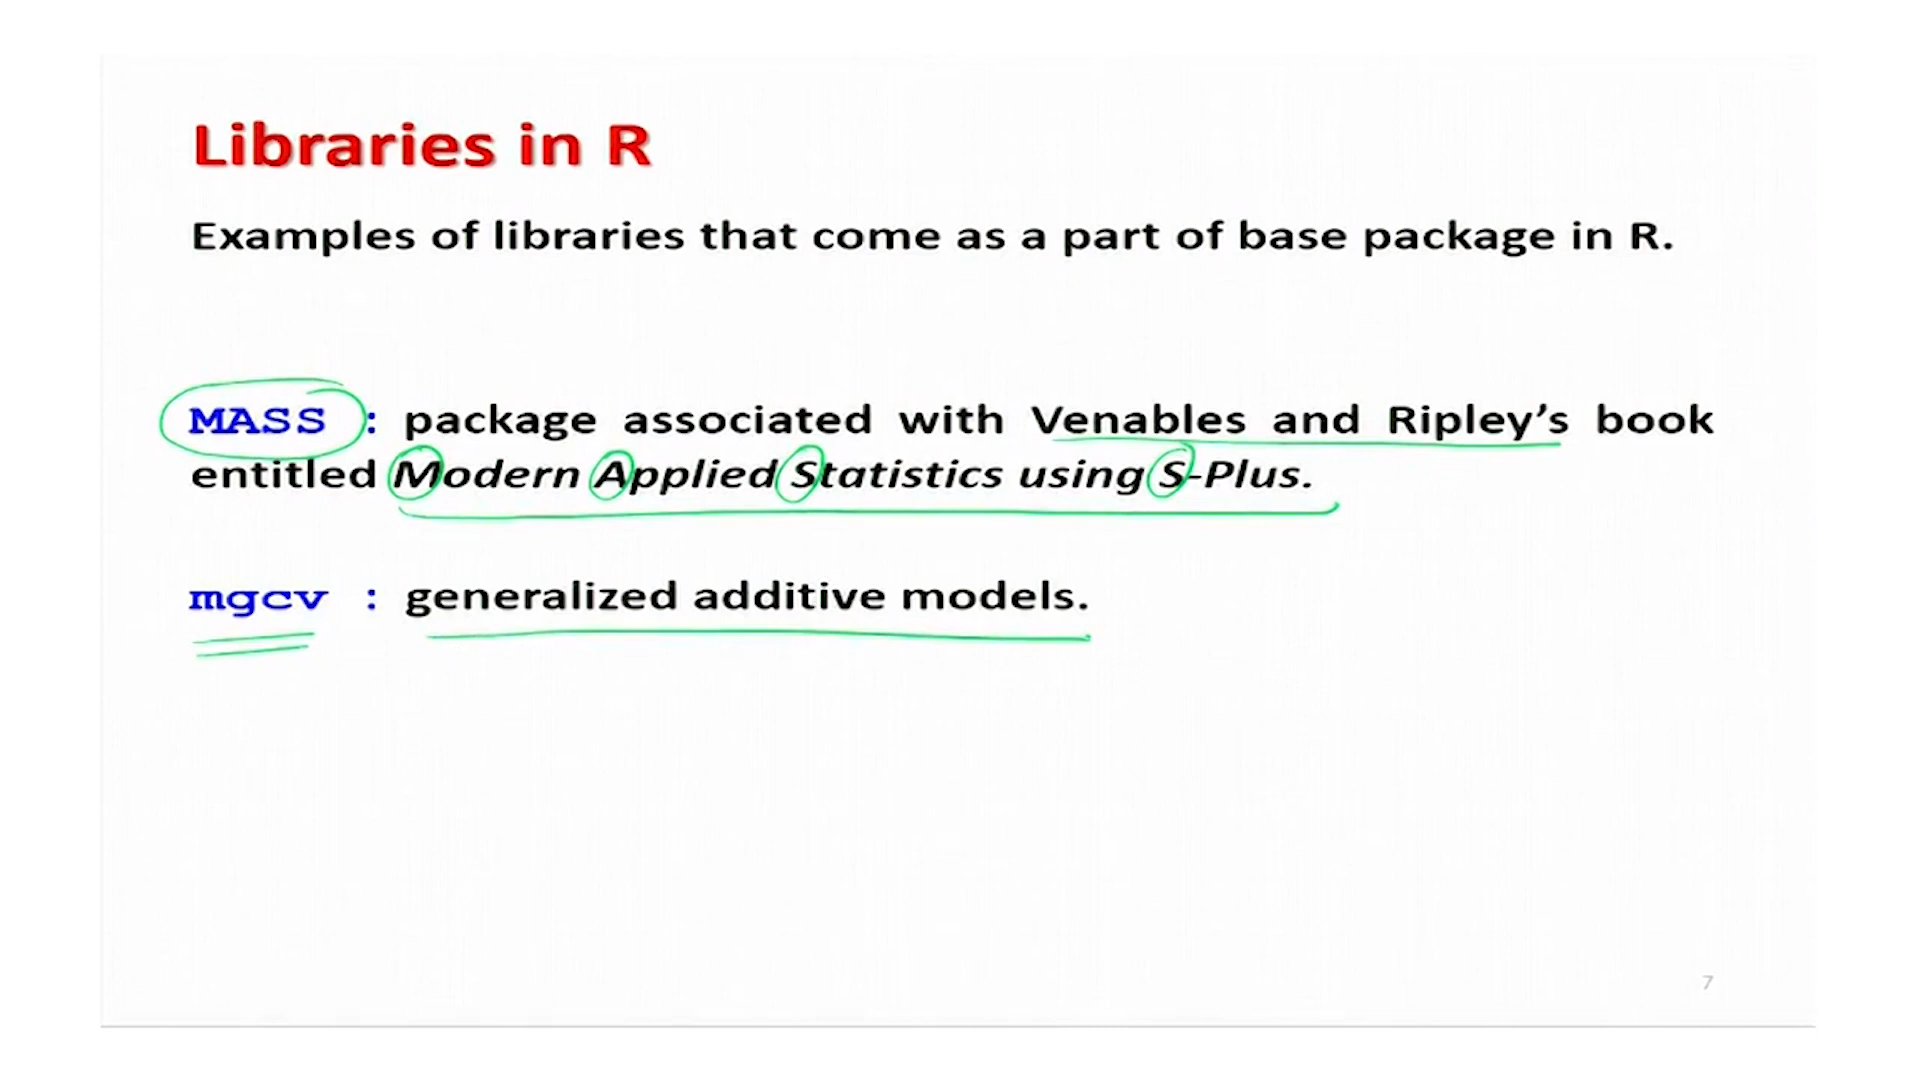 Libraries in R
Examples of libraries that come as a part of base package in R.
MASS : package associated with Venables and Ripley’s book
entitled Modern Applied Statistics using S-Plus.
mgcv : generalized additive models.
7